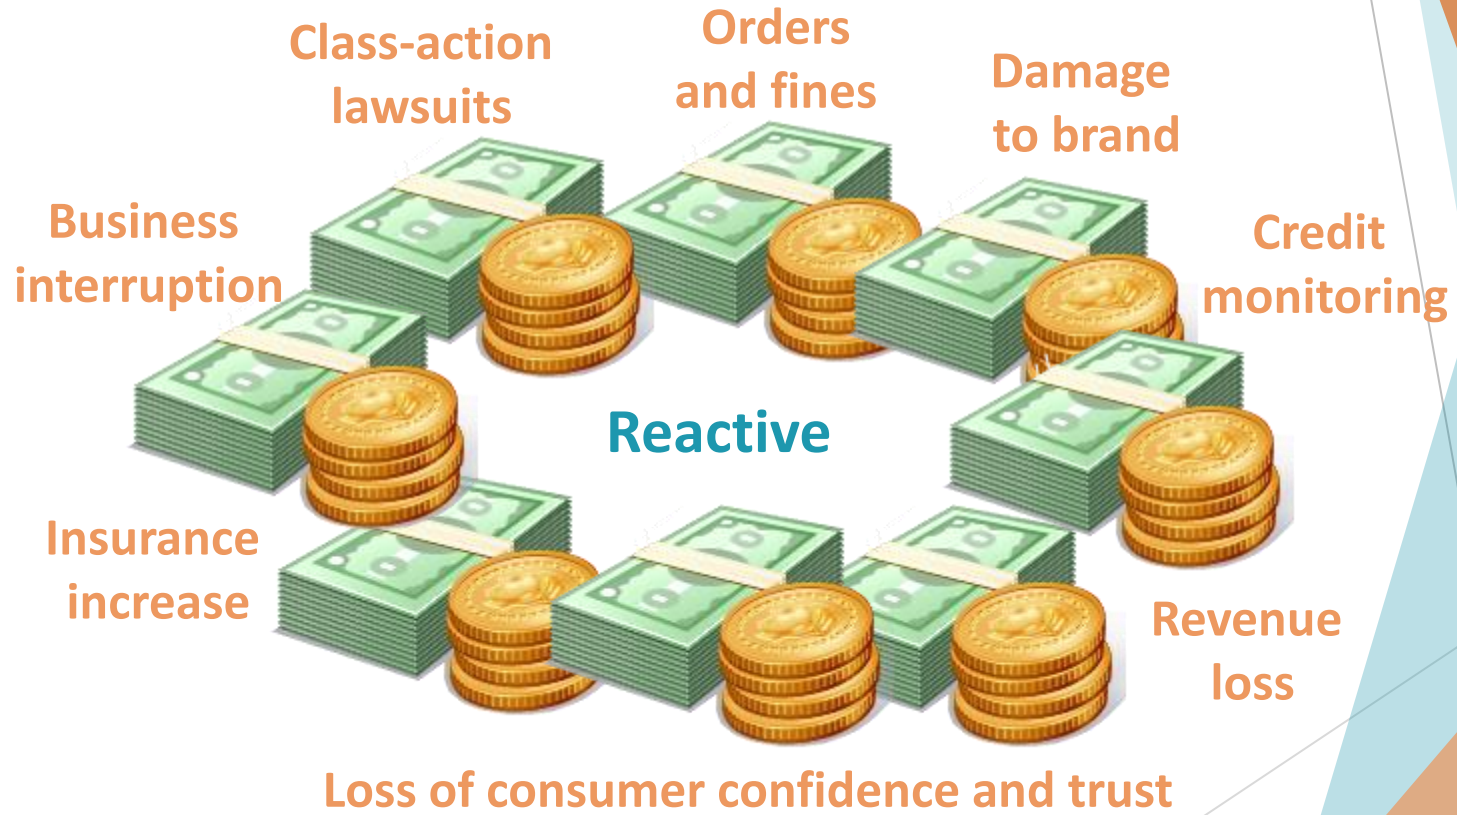 Class-action
lawsuits
Orders
and fines
Damage
to brand
Business
interruption
Credit
monitoring
Reactive
Insurance
increase
Revenue
loss
Loss of consumer confidence and trust